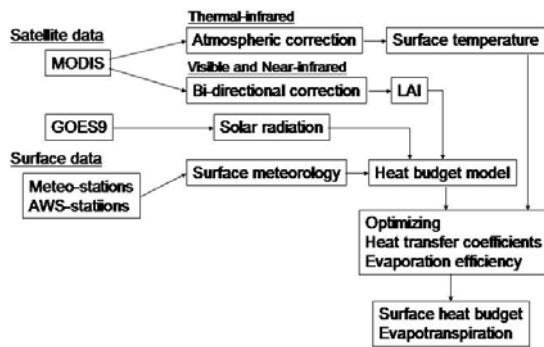 Thermal-infrared
Satellite data
Atmospheric correction
Surface temperature
MODIS
Visible and Near-infrared
Bi-directional correction
LAI
GOES9
Solar radiation
Surface data
Surface meteorology
Heat budget model
Meteo-stations
AWS-statiions
Optimizing
Heat transfer coefficients
Evaporation efficiency
Surface heat budget
Evapotranspiration